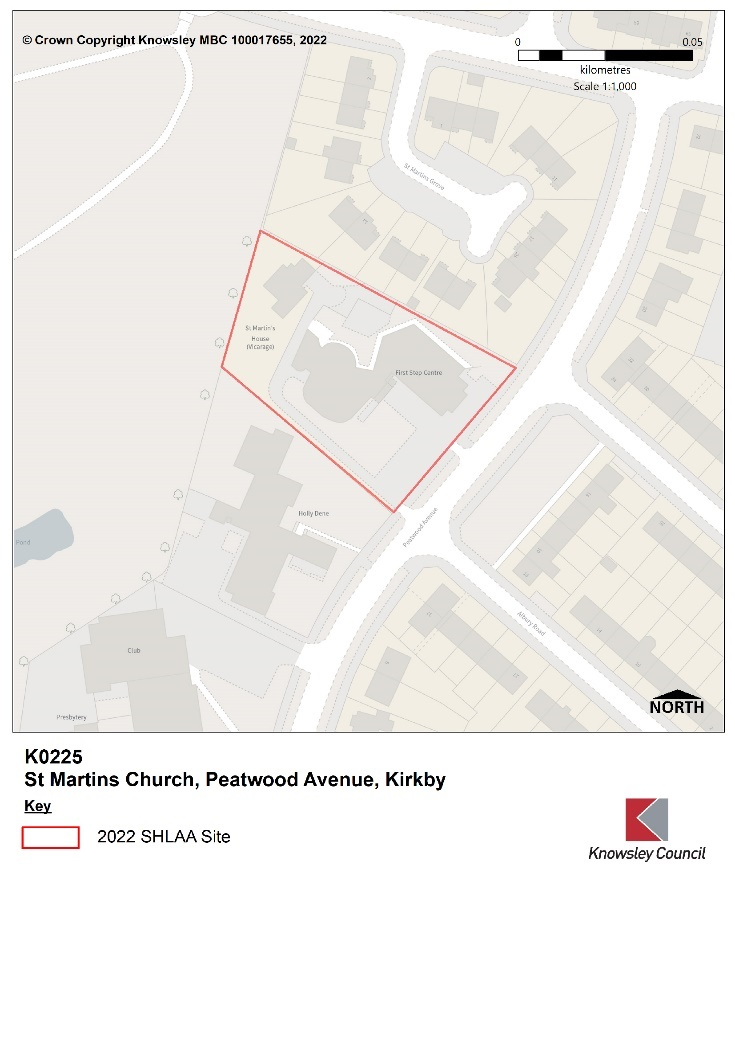 © Crown Copyright Knowsley MBC 100017655, 2022
0 0.05
kilometres
Scale 1:1,000
St Martins Grove
St Martin's
House
(Vicarage)
First Step Centre
Holly Dene
Peatwood Avenue
Pond
Albury Road
Club
Presbytery
NORTH
K0225
St Martins Church, Peatwood Avenue, Kirkby
Key
2022 SHLAA Site
Knowsley Council